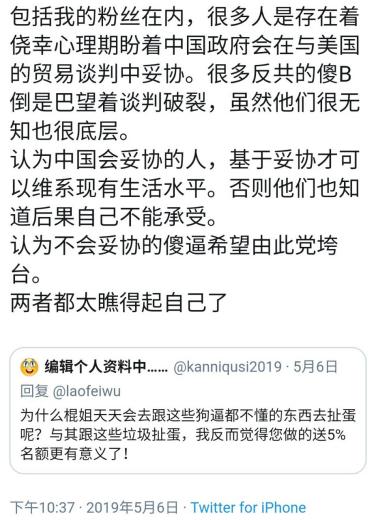 包括我的粉丝在内，很多人是存在着
侥幸心理期盼着中国政府会在与美国
的贸易谈判中妥协。很多反共的傻B
倒是巴望着谈判破裂，虽然他们很无
知也很底层。
认为中国会妥协的人，基于妥协才可
以维系现有生活水平。否则他们也知
道后果自己不能承受。
认为不会妥协的傻逼希望由此党垮
台。
两者都太瞧得起自己了
编辑个人资料中...... @kanniqusi2019 · 5月6日
回复 @laofeiwu
为什么棍姐天天会去跟这些狗逼都不懂的东西去扯蛋
呢？与其跟这些垃圾扯蛋，我反而觉得您做的送5%
名额更有意义了！
下午10:37 · 2019年5月6日 · Twitter for iPhone